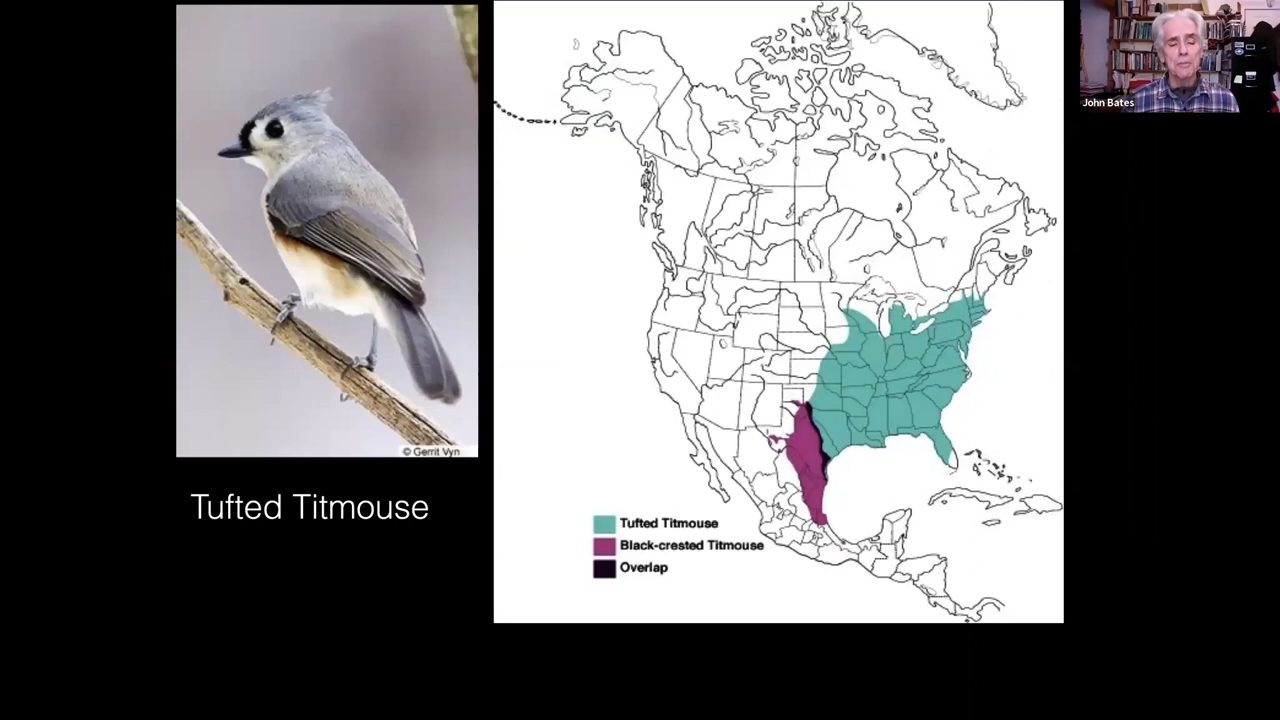 © Gerrit Vyn
Tufted Titmouse
Tufted Titmouse
Black-crested Titmouse
Overlap
John Bates